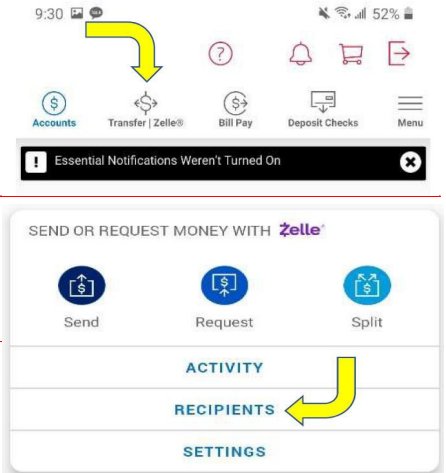 9:30 52%
?
Accounts Transfer | Zelle® Bill Pay Deposit Checks Menu
! Essential Notifications Weren't Turned On
SEND OR REQUEST MONEY WITH Zelle®
Send Request Split
ACTIVITY
RECIPIENTS
SETTINGS